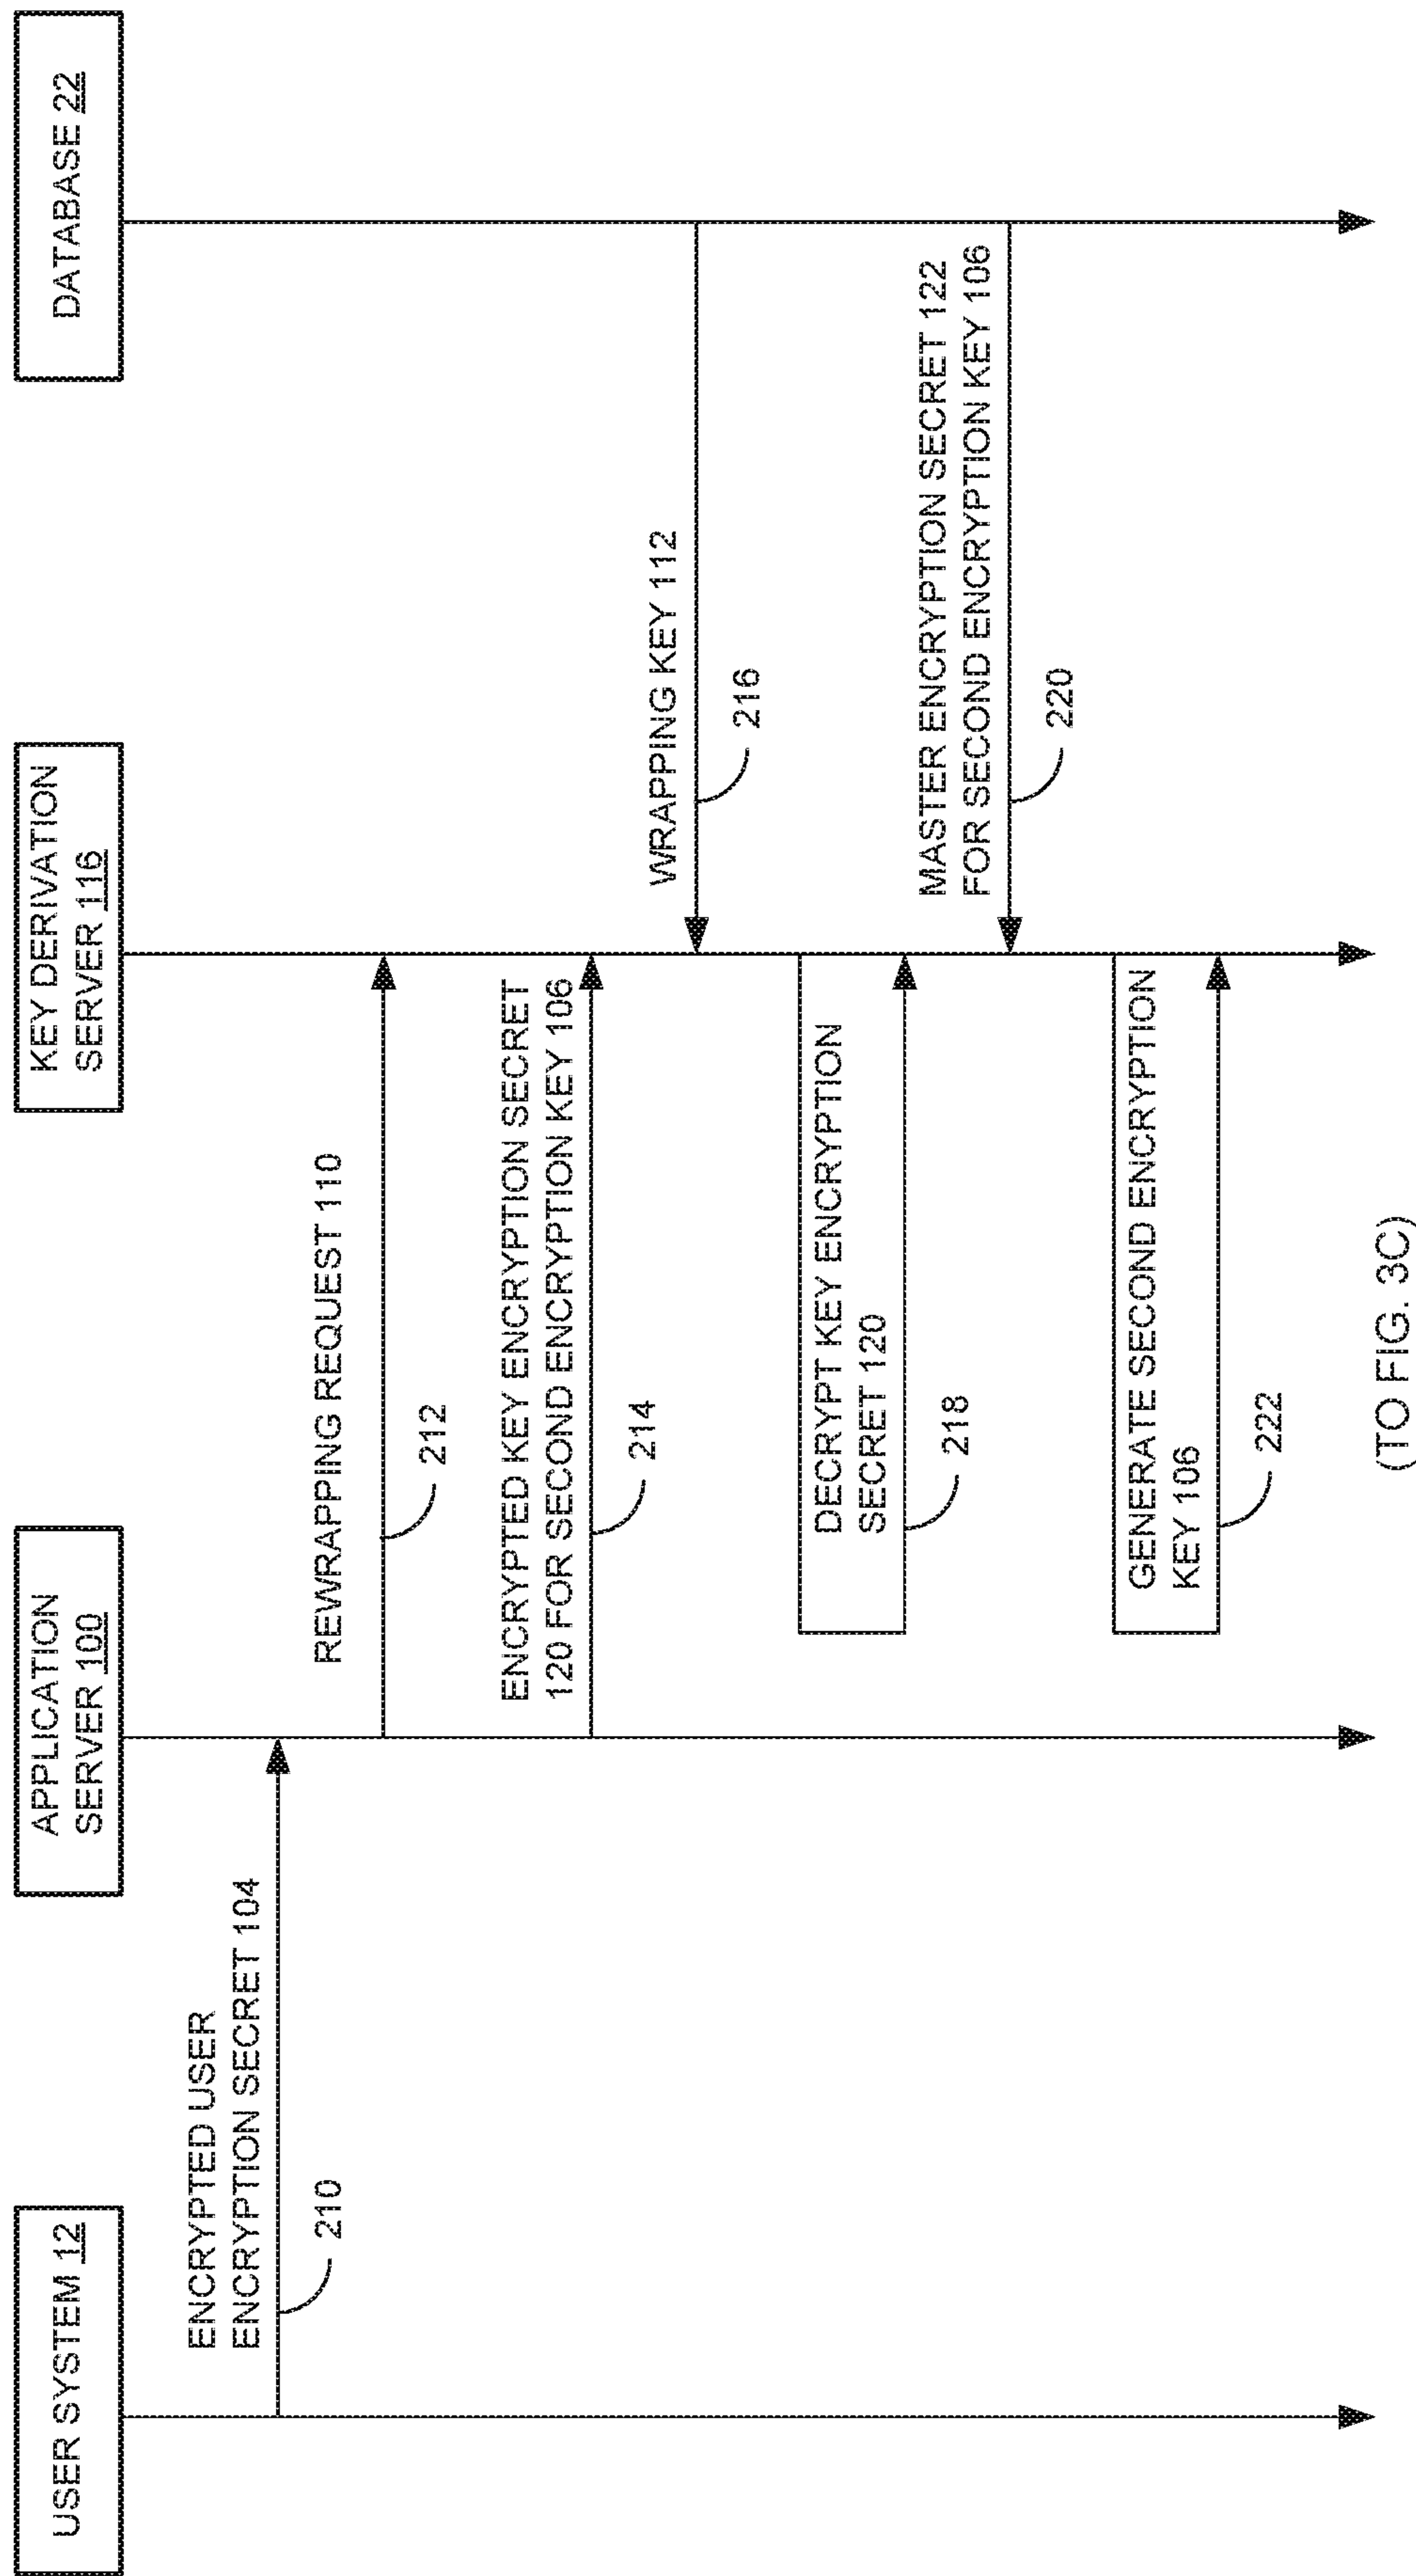 USER SYSTEM 12
APPLICATION
SERVER 100
KEY DERIVATION
SERVER 116
DATABASE 22
ENCRYPTED USER
ENCRYPTION SECRET 104
210
REWRAPPING REQUEST 110
212
ENCRYPTED KEY ENCRYPTION SECRET
120 FOR SECOND ENCRYPTION KEY 106
214
WRAPPING KEY 112
216
DECRYPT KEY ENCRYPTION
SECRET 120
218
MASTER ENCRYPTION SECRET 122
FOR SECOND ENCRYPTION KEY 106
220
GENERATE SECOND ENCRYPTION
KEY 106
222
(TO FIG. 3C)